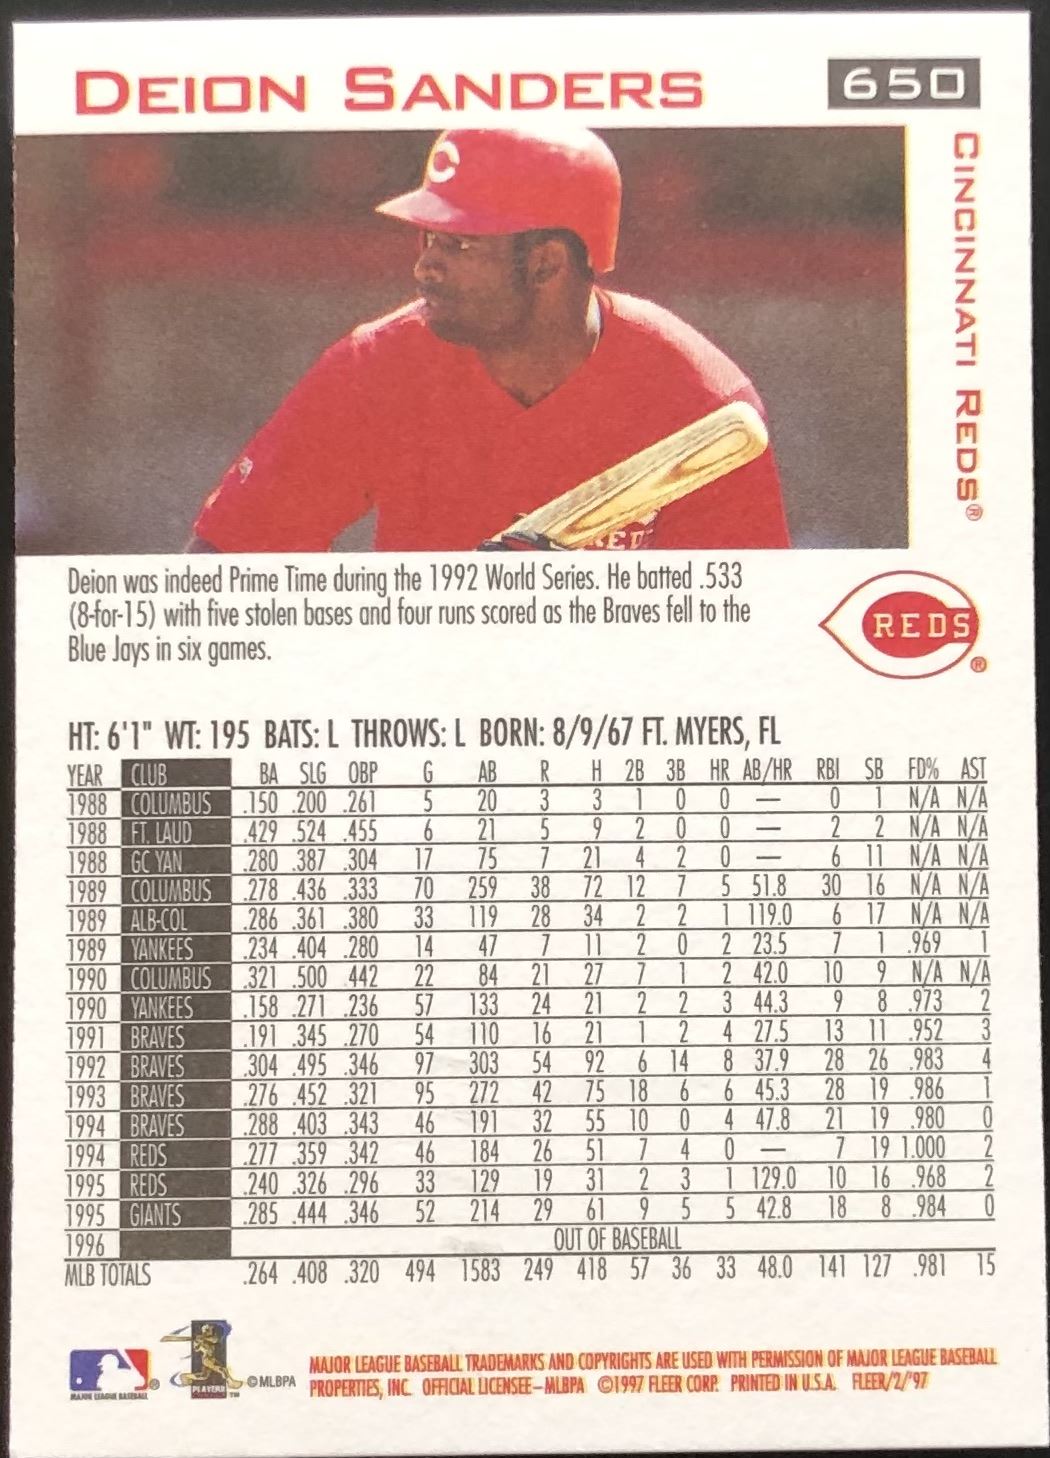 DEION SANDERS 650
CINCINNATI REDS®
C
REDS
Deion was indeed Prime Time during the 1992 World Series. He batted .533
(8-for-15) with five stolen bases and four runs scored as the Braves fell to the
Blue Jays in six games.
REDS®
HT: 6'1" WT: 195 BATS: L THROWS: L BORN: 8/9/67 FT. MYERS, FL
YEAR CLUB BA SLG OBP G AB R H 2B 3B HR AB/HR RBI SB FD% AST
1988 COLUMBUS .150 .200 .261 5 20 3 3 1 0 0 — 0 1 N/A N/A
1988 FT. LAUD .429 .524 .455 6 21 5 9 2 0 0 — 2 2 N/A N/A
1988 GC YAN .280 .387 .304 17 75 7 21 4 2 0 — 6 11 N/A N/A
1989 COLUMBUS .278 .436 .333 70 259 38 72 12 7 5 51.8 30 16 N/A N/A
1989 ALB-COL .286 .361 .380 33 119 28 34 2 2 1 119.0 6 17 N/A N/A
1989 YANKEES .234 .404 .280 14 47 7 11 2 0 2 23.5 7 1 .969 1
1990 COLUMBUS .321 .500 .442 22 84 21 27 7 1 2 42.0 10 9 N/A N/A
1990 YANKEES .158 .271 .236 57 133 24 21 2 2 3 44.3 9 8 .973 2
1991 BRAVES .191 .345 .270 54 110 16 21 1 2 4 27.5 13 11 .952 3
1992 BRAVES .304 .495 .346 97 303 54 92 6 14 8 37.9 28 26 .983 4
1993 BRAVES .276 .452 .321 95 272 42 75 18 6 6 45.3 28 19 .986 1
1994 BRAVES .288 .403 .343 46 191 32 55 10 0 4 47.8 21 19 .980 0
1994 REDS .277 .359 .342 46 184 26 51 7 4 0 — 7 19 1.000 2
1995 REDS .240 .326 .296 33 129 19 31 2 3 1 129.0 10 16 .968 2
1995 GIANTS .285 .444 .346 52 214 29 61 9 5 5 42.8 18 8 .984 0
1996 OUT OF BASEBALL
MLB TOTALS .264 .408 .320 494 1583 249 418 57 36 33 48.0 141 127 .981 15
MAJOR LEAGUE BASEBALL®
PLAYERS™ ©MLBPA
MAJOR LEAGUE BASEBALL TRADEMARKS AND COPYRIGHTS ARE USED WITH PERMISSION OF MAJOR LEAGUE BASEBALL
PROPERTIES, INC. OFFICIAL LICENSEE–MLBPA ©1997 FLEER CORP. PRINTED IN U.S.A. FLEER/2/'97